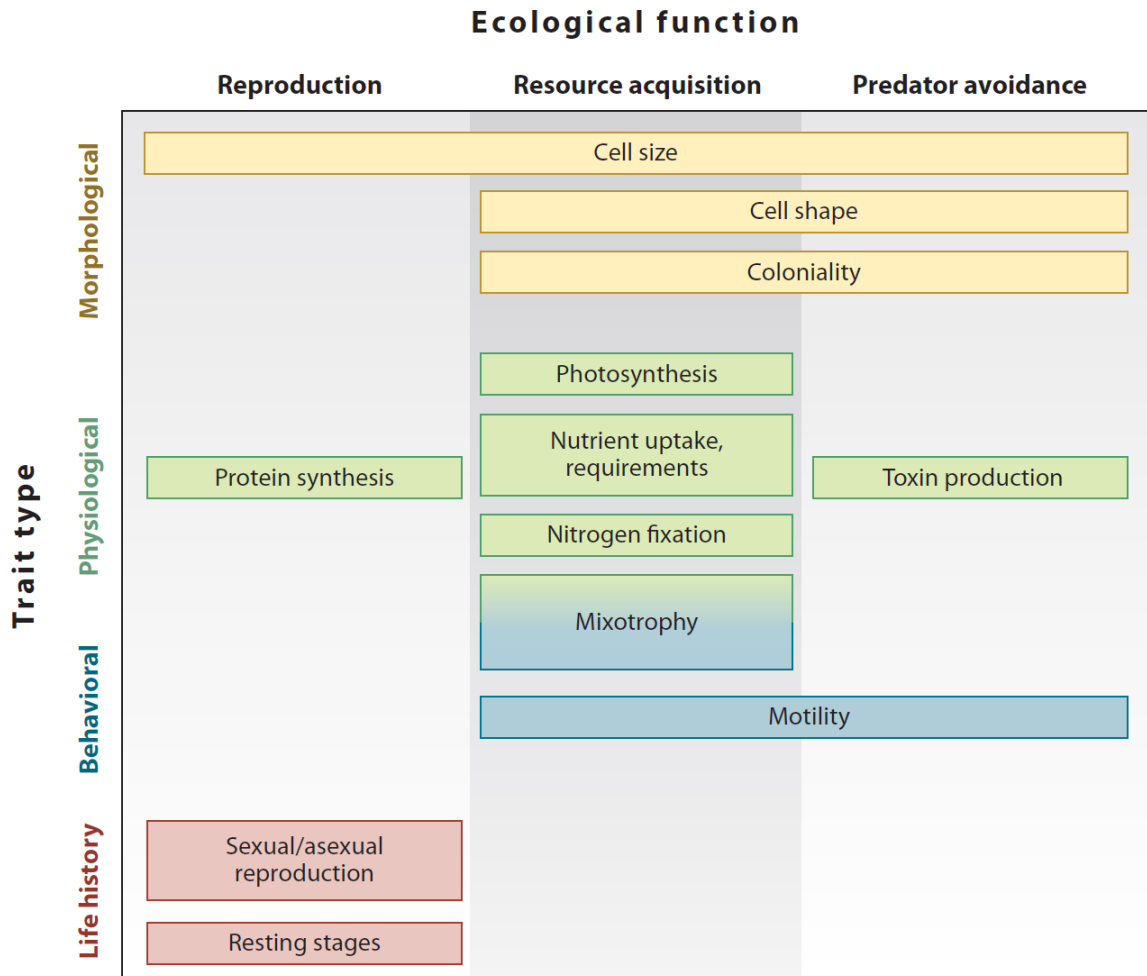 Ecological function
Reproduction
Resource acquisition
Predator avoidance
Trait type
Morphological
Cell size
Cell shape
Coloniality
Physiological
Photosynthesis
Protein synthesis
Nutrient uptake,
requirements
Toxin production
Nitrogen fixation
Mixotrophy
Behavioral
Motility
Life history
Sexual/asexual
reproduction
Resting stages